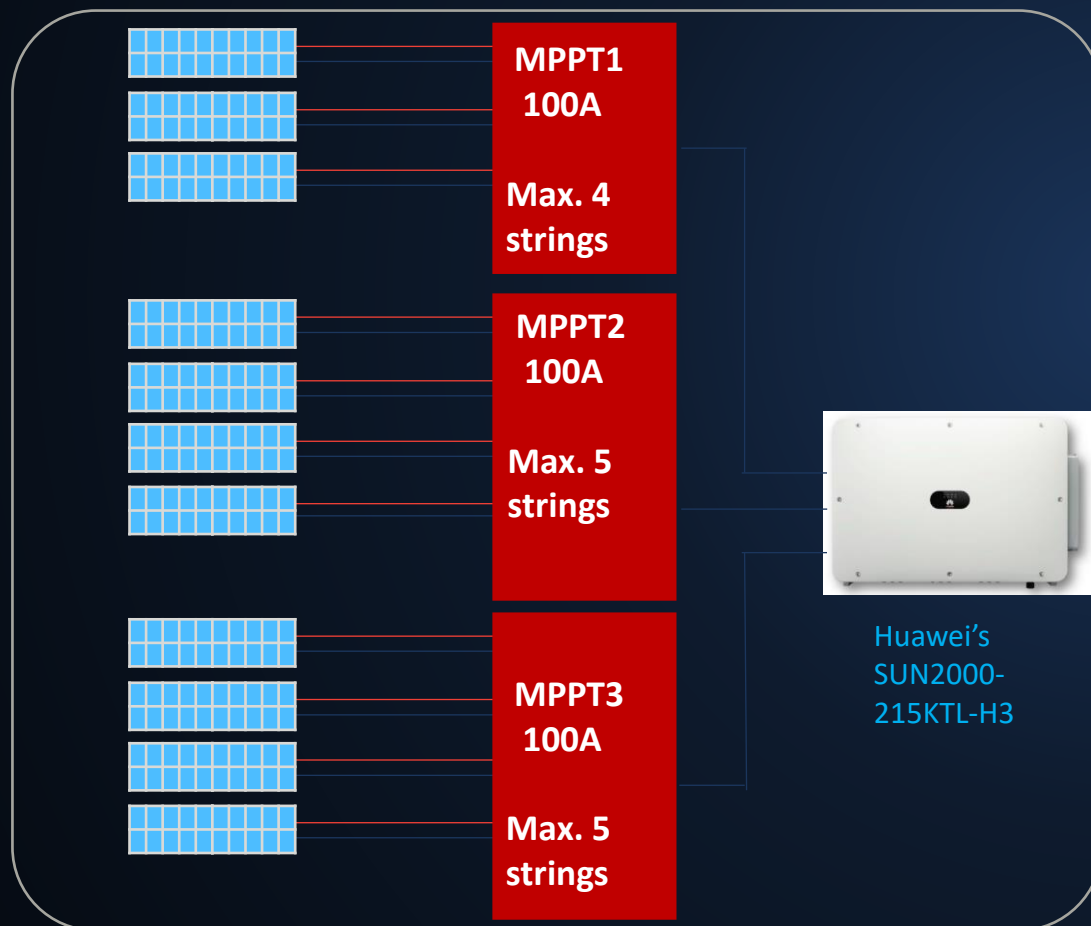 MPPT1
100A
Max. 4
strings
MPPT2
100A
Max. 5
strings
MPPT3
100A
Max. 5
strings
Huawei’s
SUN2000-
215KTL-H3